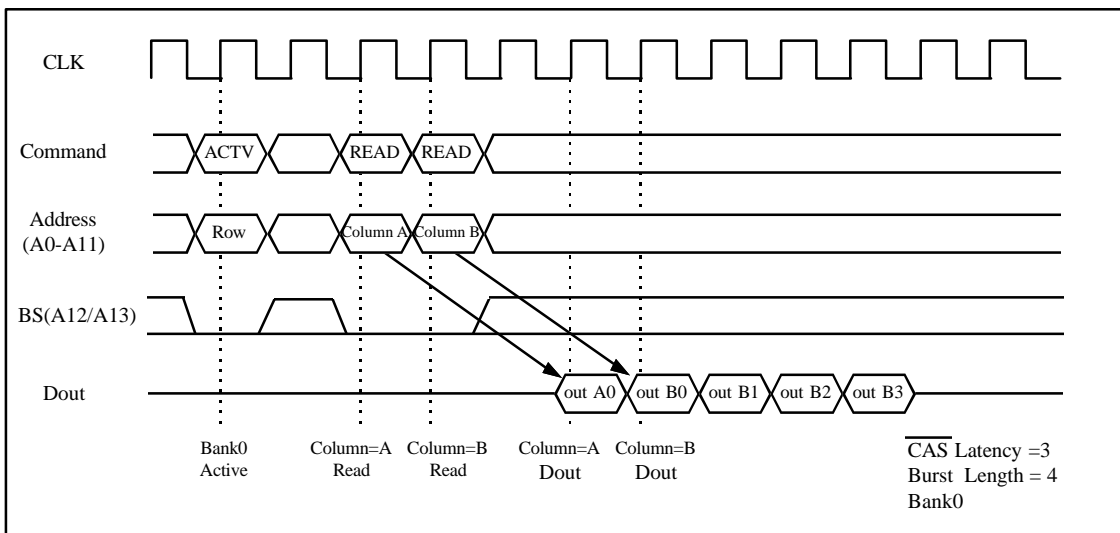 CLK
Command
ACTV
READ
READ
Address
(A0-A11)
Row
Column A
Column B
BS(A12/A13)
Dout
out A0
out B0
out B1
out B2
out B3
Bank0
Active
Column=A
Read
Column=B
Read
Column=A
Dout
Column=B
Dout
CAS Latency =3
Burst Length = 4
Bank0